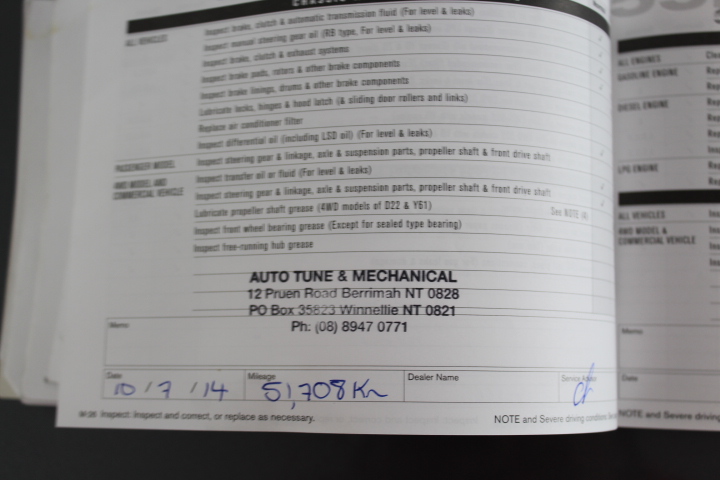 CHASSIS
Inspect brake, clutch & automatic transmission fluid (For level & leaks)
ALL VEHICLES
Inspect manual steering gear oil (RB type, For level & leaks)
Inspect brake, clutch & exhaust systems
Inspect brake pads, rotors & other brake components
Inspect brake linings, drums & other brake components
Lubricate locks, hinges & hood latch (& sliding door rollers and links)
Replace air conditioner filter
Inspect differential oil (including LSD oil) (For level & leaks)
PASSENGER MODEL
Inspect steering gear & linkage, axle & suspension parts, propeller shaft & front drive shaft
4WD MODEL AND
COMMERCIAL VEHICLE
Inspect transfer oil or fluid (For level & leaks)
Inspect steering gear & linkage, axle & suspension parts, propeller shaft & front drive shaft
Lubricate propeller shaft grease (4WD models of D22 & Y61) See NOTE (4)
Inspect front wheel bearing grease (Except for sealed type bearing)
Inspect free-running hub grease
AUTO TUNE & MECHANICAL
12 Pruen Road Berrimah NT 0828
PO Box 35823 Winnellie NT 0821
Ph: (08) 8947 0771
Memo
Date
10 / 7 / 14
Mileage
51,708 Km
Dealer Name
Service
Inspect: Inspect and correct, or replace as necessary.
NOTE and Severe driving conditions
ALL ENGINES
GASOLINE ENGINE
DIESEL ENGINE
LPG ENGINE
ALL VEHICLES
4WD MODEL &
COMMERCIAL VEHICLE
Memo
Date
NOTE and Severe driving